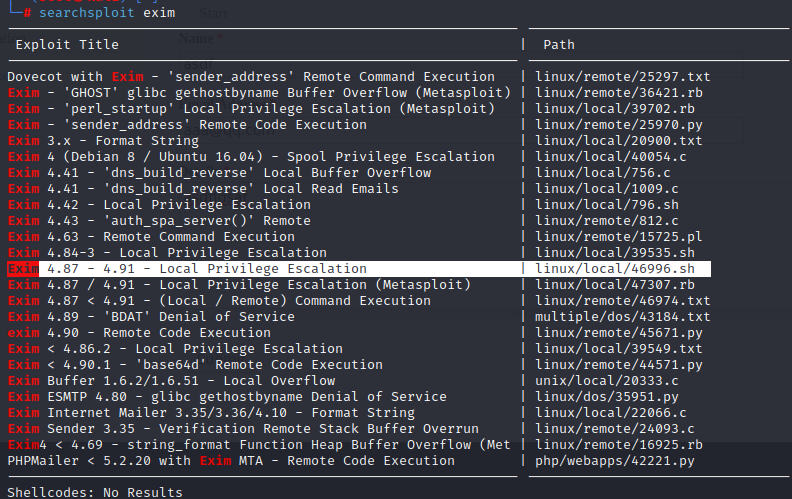 # searchsploit exim
Exploit Title | Path
Dovecot with Exim - 'sender_address' Remote Command Execution | linux/remote/25297.txt
Exim - 'GHOST' glibc gethostbyname Buffer Overflow (Metasploit) | linux/remote/36421.rb
Exim - 'perl_startup' Local Privilege Escalation (Metasploit) | linux/local/39702.rb
Exim - 'sender_address' Remote Code Execution | linux/remote/25970.py
Exim 3.x - Format String | linux/local/20900.txt
Exim 4 (Debian 8 / Ubuntu 16.04) - Spool Privilege Escalation | linux/local/40054.c
Exim 4.41 - 'dns_build_reverse' Local Buffer Overflow | linux/local/756.c
Exim 4.41 - 'dns_build_reverse' Local Read Emails | linux/local/1009.c
Exim 4.42 - Local Privilege Escalation | linux/local/796.sh
Exim 4.43 - 'auth_spa_server()' Remote | linux/remote/812.c
Exim 4.63 - Remote Command Execution | linux/remote/15725.pl
Exim 4.84-3 - Local Privilege Escalation | linux/local/39535.sh
Exim 4.87 - 4.91 - Local Privilege Escalation | linux/local/46996.sh
Exim 4.87 / 4.91 - Local Privilege Escalation (Metasploit) | linux/local/47307.rb
Exim 4.87 < 4.91 - (Local / Remote) Command Execution | linux/remote/46974.txt
Exim 4.89 - 'BDAT' Denial of Service | multiple/dos/43184.txt
exim 4.90 - Remote Code Execution | linux/remote/45671.py
Exim < 4.86.2 - Local Privilege Escalation | linux/local/39549.txt
Exim < 4.90.1 - 'base64d' Remote Code Execution | linux/remote/44571.py
Exim Buffer 1.6.2/1.6.51 - Local Overflow | unix/local/20333.c
Exim ESMTP 4.80 - glibc gethostbyname Denial of Service | linux/dos/35951.py
Exim Internet Mailer 3.35/3.36/4.10 - Format String | linux/local/22066.c
Exim Sender 3.35 - Verification Remote Stack Buffer Overrun | linux/remote/24093.c
Exim4 < 4.69 - string_format Function Heap Buffer Overflow (Met | linux/remote/16925.rb
PHPMailer < 5.2.20 with Exim MTA - Remote Code Execution | php/webapps/42221.py
Shellcodes: No Results